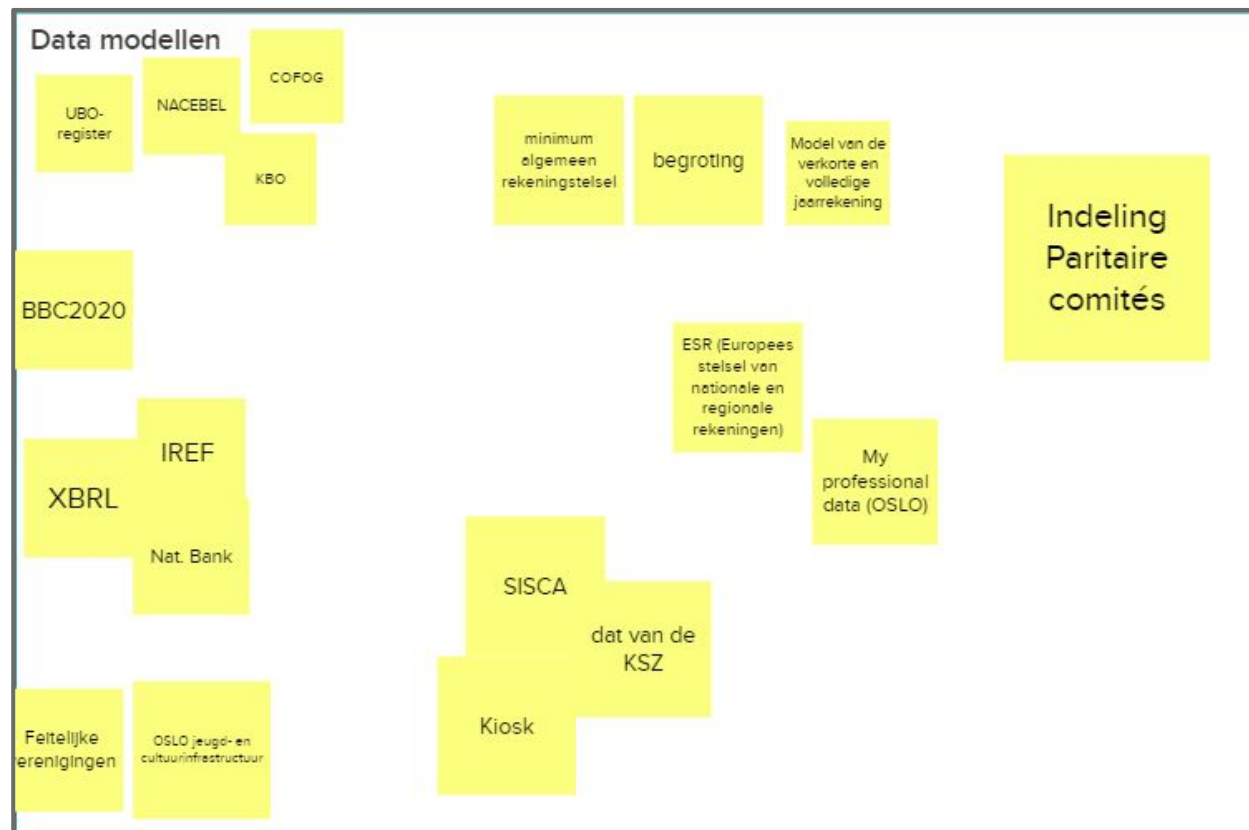 Data modellen
COFOG
NACEBEL
UBO-
register
KBO
minimum
algemeen
rekeningstelsel
begroting
Model van de
verkorte en
volledige
jaarrekening
Indeling
Paritaire
comités
BBC2020
ESR (Europees
stelsel van
nationale en
regionale
rekeningen)
My
professional
data (OSLO)
IREF
XBRL
Nat. Bank
SISCA
dat van de
KSZ
Kiosk
Feitelijke
verenigingen
OSLO jeugd- en
cultuurinfrastructuur